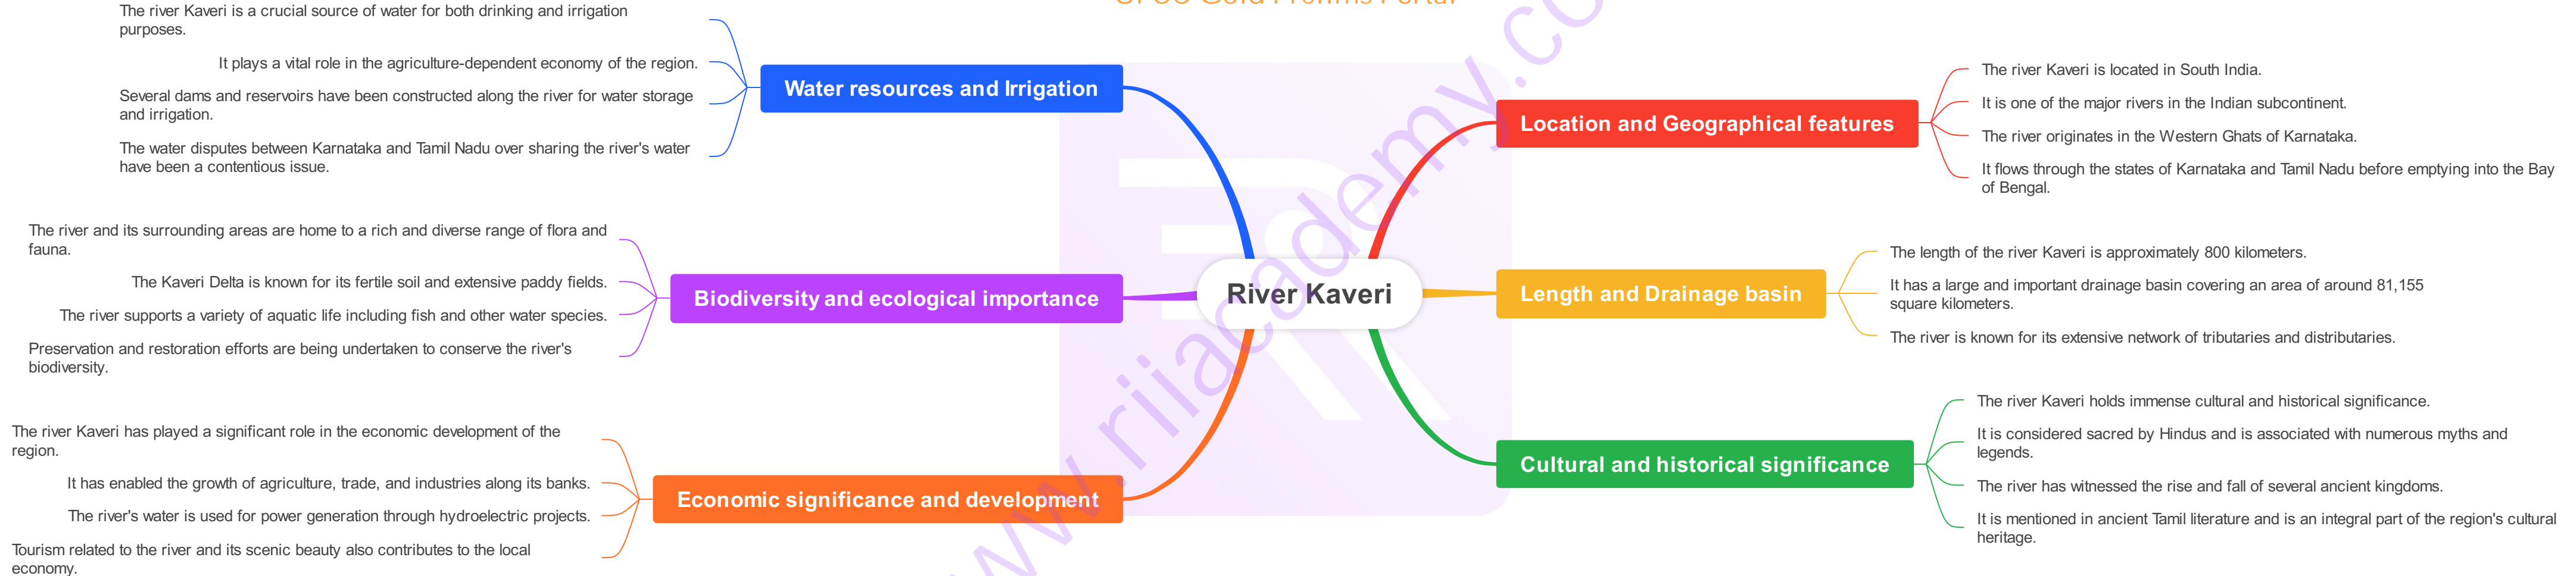 UPSC Gold Prelims Portal
The river Kaveri is a crucial source of water for both drinking and irrigation
purposes.
It plays a vital role in the agriculture-dependent economy of the region.
Several dams and reservoirs have been constructed along the river for water storage
and irrigation.
The water disputes between Karnataka and Tamil Nadu over sharing the river's water
have been a contentious issue.
Water resources and Irrigation
The river and its surrounding areas are home to a rich and diverse range of flora and
fauna.
The Kaveri Delta is known for its fertile soil and extensive paddy fields.
The river supports a variety of aquatic life including fish and other water species.
Preservation and restoration efforts are being undertaken to conserve the river's
biodiversity.
Biodiversity and ecological importance
The river Kaveri has played a significant role in the economic development of the
region.
It has enabled the growth of agriculture, trade, and industries along its banks.
The river's water is used for power generation through hydroelectric projects.
Tourism related to the river and its scenic beauty also contributes to the local
economy.
Economic significance and development
River Kaveri
www.riiacademy.co
Location and Geographical features
The river Kaveri is located in South India.
It is one of the major rivers in the Indian subcontinent.
The river originates in the Western Ghats of Karnataka.
It flows through the states of Karnataka and Tamil Nadu before emptying into the Bay
of Bengal.
Length and Drainage basin
The length of the river Kaveri is approximately 800 kilometers.
It has a large and important drainage basin covering an area of around 81,155
square kilometers.
The river is known for its extensive network of tributaries and distributaries.
Cultural and historical significance
The river Kaveri holds immense cultural and historical significance.
It is considered sacred by Hindus and is associated with numerous myths and
legends.
The river has witnessed the rise and fall of several ancient kingdoms.
It is mentioned in ancient Tamil literature and is an integral part of the region's cultural
heritage.